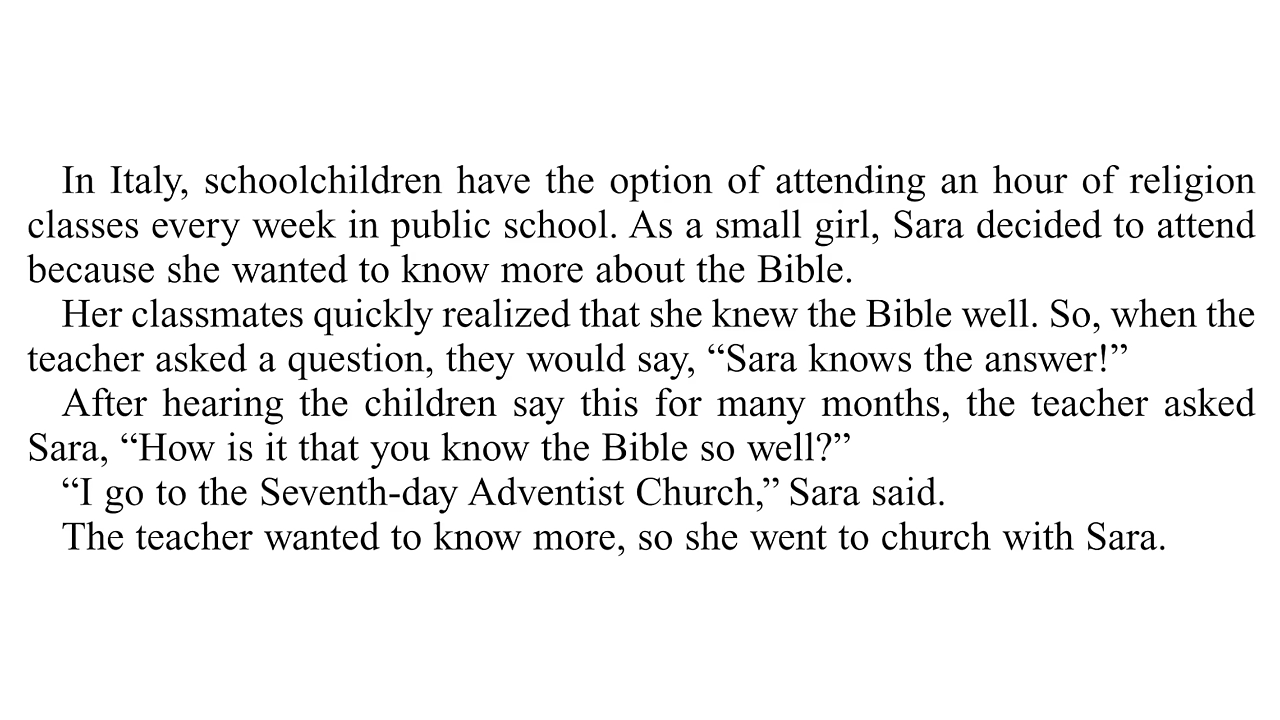 In Italy, schoolchildren have the option of attending an hour of religion
classes every week in public school. As a small girl, Sara decided to attend
because she wanted to know more about the Bible.
Her classmates quickly realized that she knew the Bible well. So, when the
teacher asked a question, they would say, “Sara knows the answer!”
After hearing the children say this for many months, the teacher asked
Sara, “How is it that you know the Bible so well?”
“I go to the Seventh-day Adventist Church,” Sara said.
The teacher wanted to know more, so she went to church with Sara.